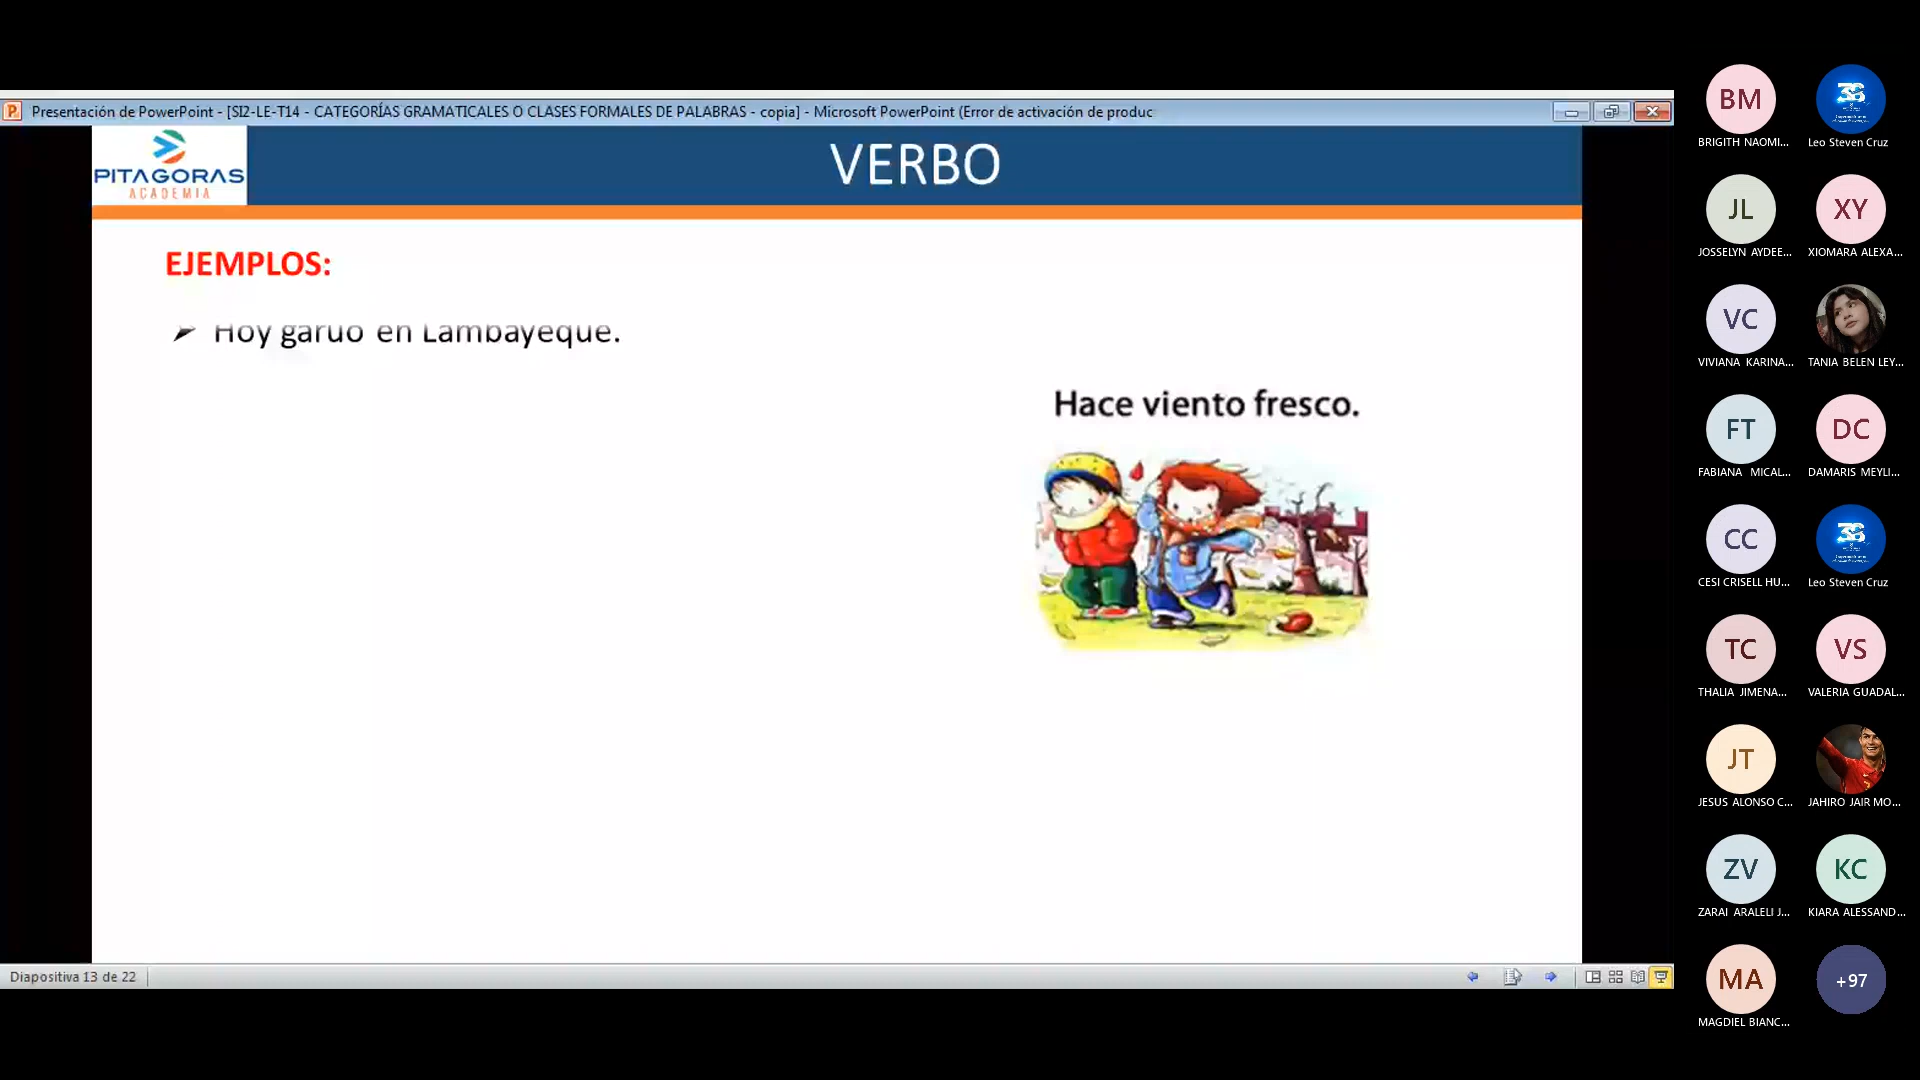 Presentación de PowerPoint - [SI2-LE-T14 - CATEGORÍAS GRAMATICALES O CLASES FORMALES DE PALABRAS - copia] - Microsoft PowerPoint (Error de activación de produc
PITAGORAS
ACADEMIA
VERBO
EJEMPLOS:
➤ Hoy garuó en Lambayeque.
Hace viento fresco.
Diapositiva 13 de 22
BM
BRIGITH NAOMI...
Leo Steven Cruz
JL
JOSSELYN AYDEE...
XY
XIOMARA ALEXA...
VC
VIVIANA KARINA...
TANIA BELEN LEY...
FT
FABIANA MICAL...
DC
DAMARIS MEYLI...
CC
CESI CRISELL HU...
Leo Steven Cruz
TC
THALIA JIMENA...
VS
VALERIA GUADAL...
JT
JESUS ALONSO C...
JAHIRO JAIR MO...
ZV
ZARAI ARALELI J...
KC
KIARA ALESSAND...
MA
MAGDIEL BIANC...
+97